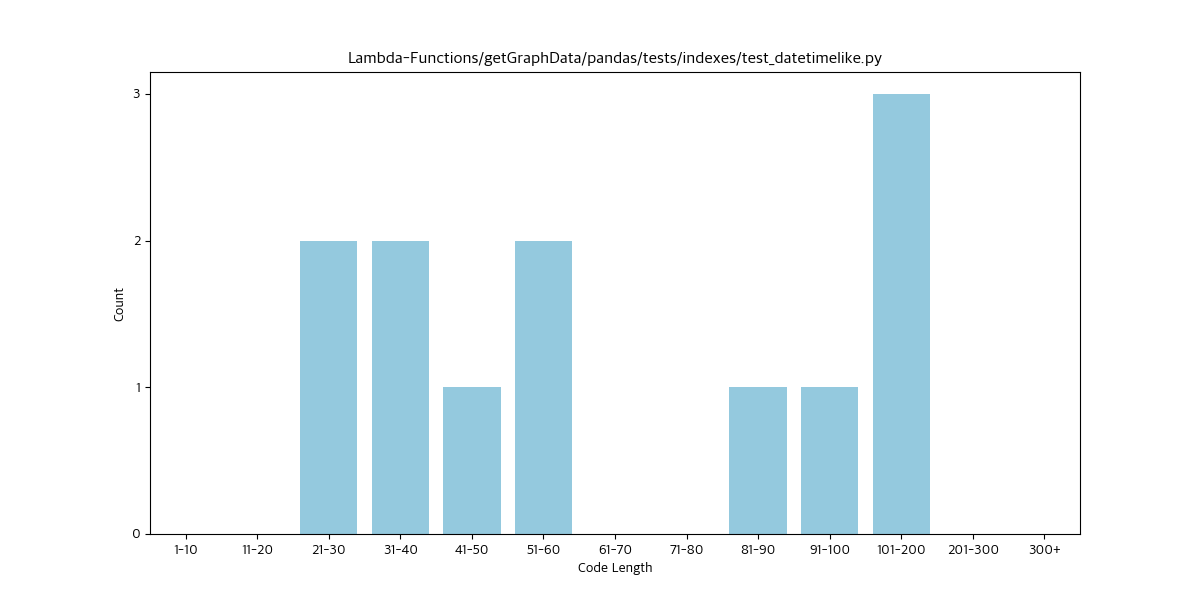 Lambda-Functions/getGraphData/pandas/tests/indexes/test_datetimelike.py
3
2
1
0
Count
1-10 11-20 21-30 31-40 41-50 51-60 61-70 71-80 81-90 91-100 101-200 201-300 300+
Code Length